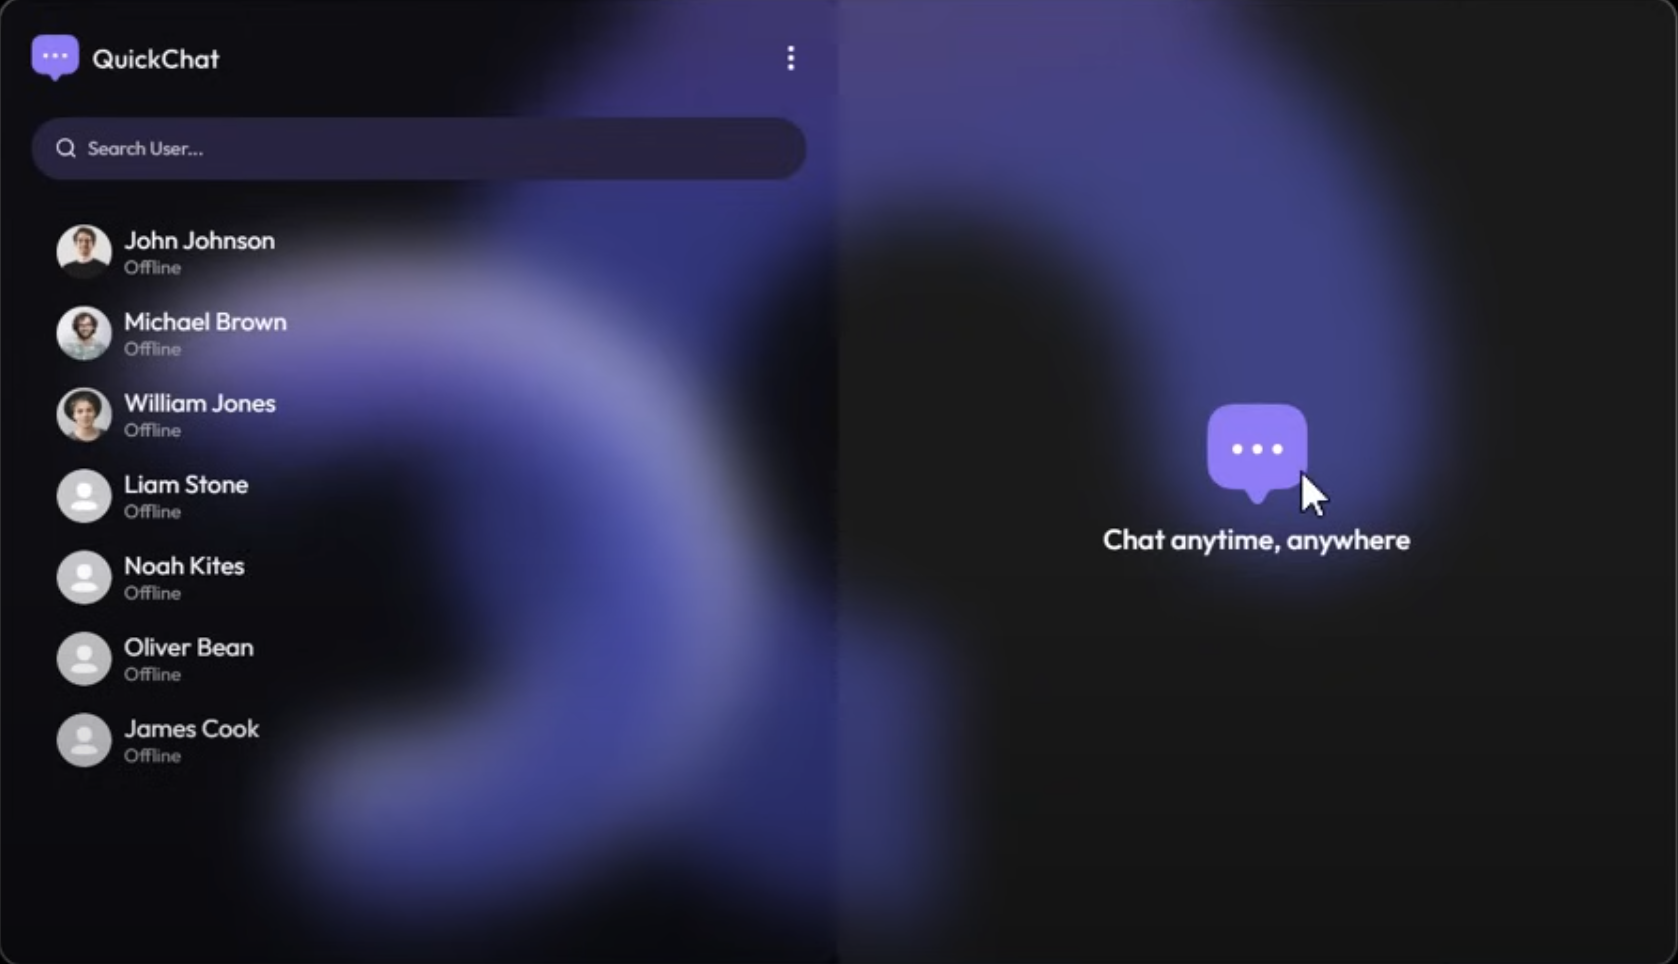 QuickChat
Search User...
John Johnson
Offline
Michael Brown
Offline
William Jones
Offline
Liam Stone
Offline
Noah Kites
Offline
Oliver Bean
Offline
James Cook
Offline
Chat anytime, anywhere